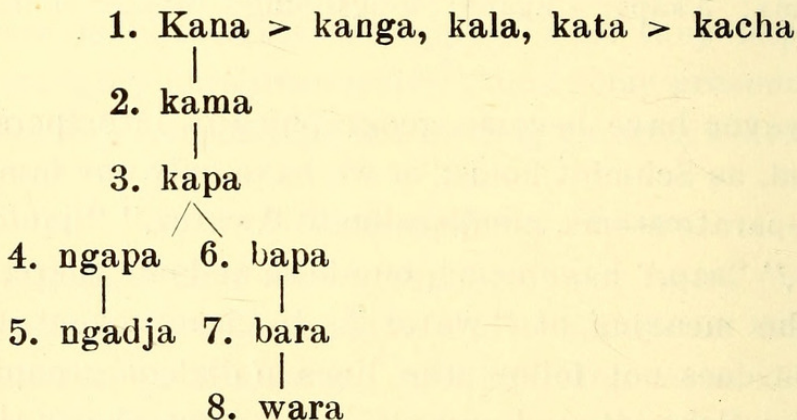 1. Kana > kanga, kala, kata > kacha
2. kama
3. kapa
4. ngapa 6. bapa
5. ngadja 7. bara
8. wara